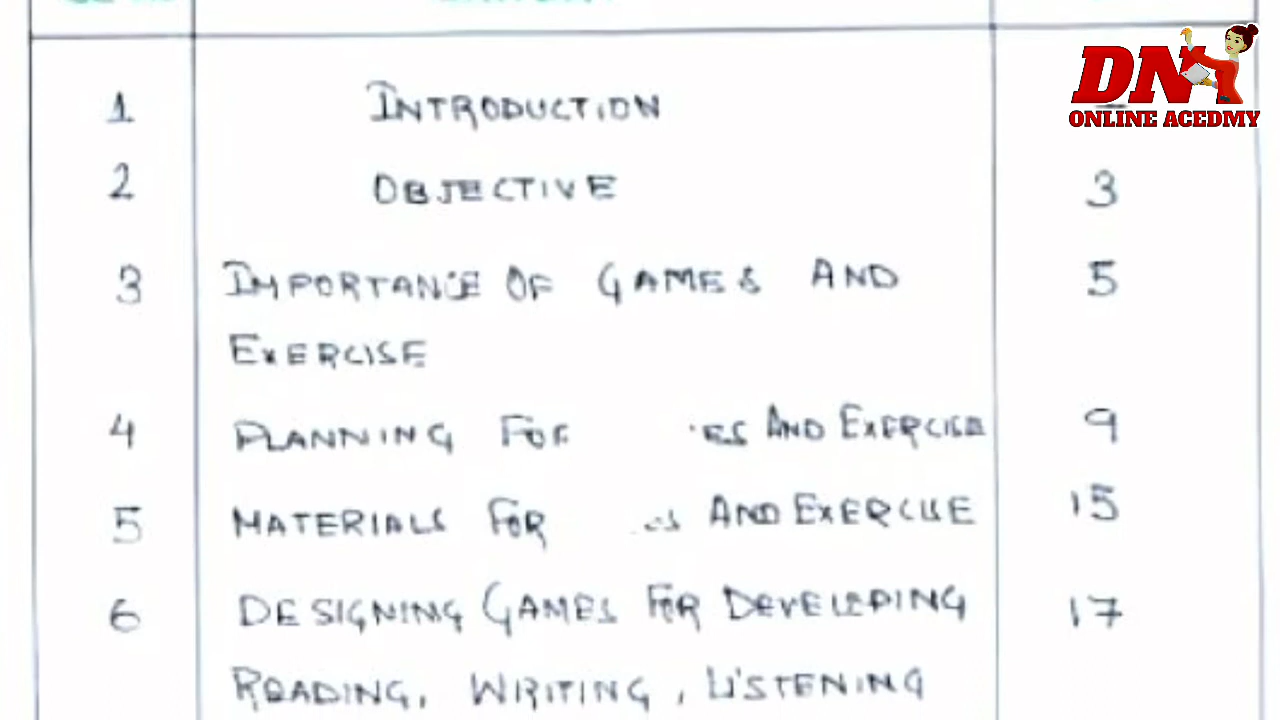 DNA
ONLINE ACEDMY
1 INTRODUCTION
2 OBJECTIVE 3
3 IMPORTANCE OF GAMES AND 5
EXERCISE
4 PLANNING FOR AND EXERCISE 9
5 MATERIALS FOR AND EXERCISE 15
6 DESIGNING GAMES FOR DEVELOPING 17
READING, WRITING, LISTENING